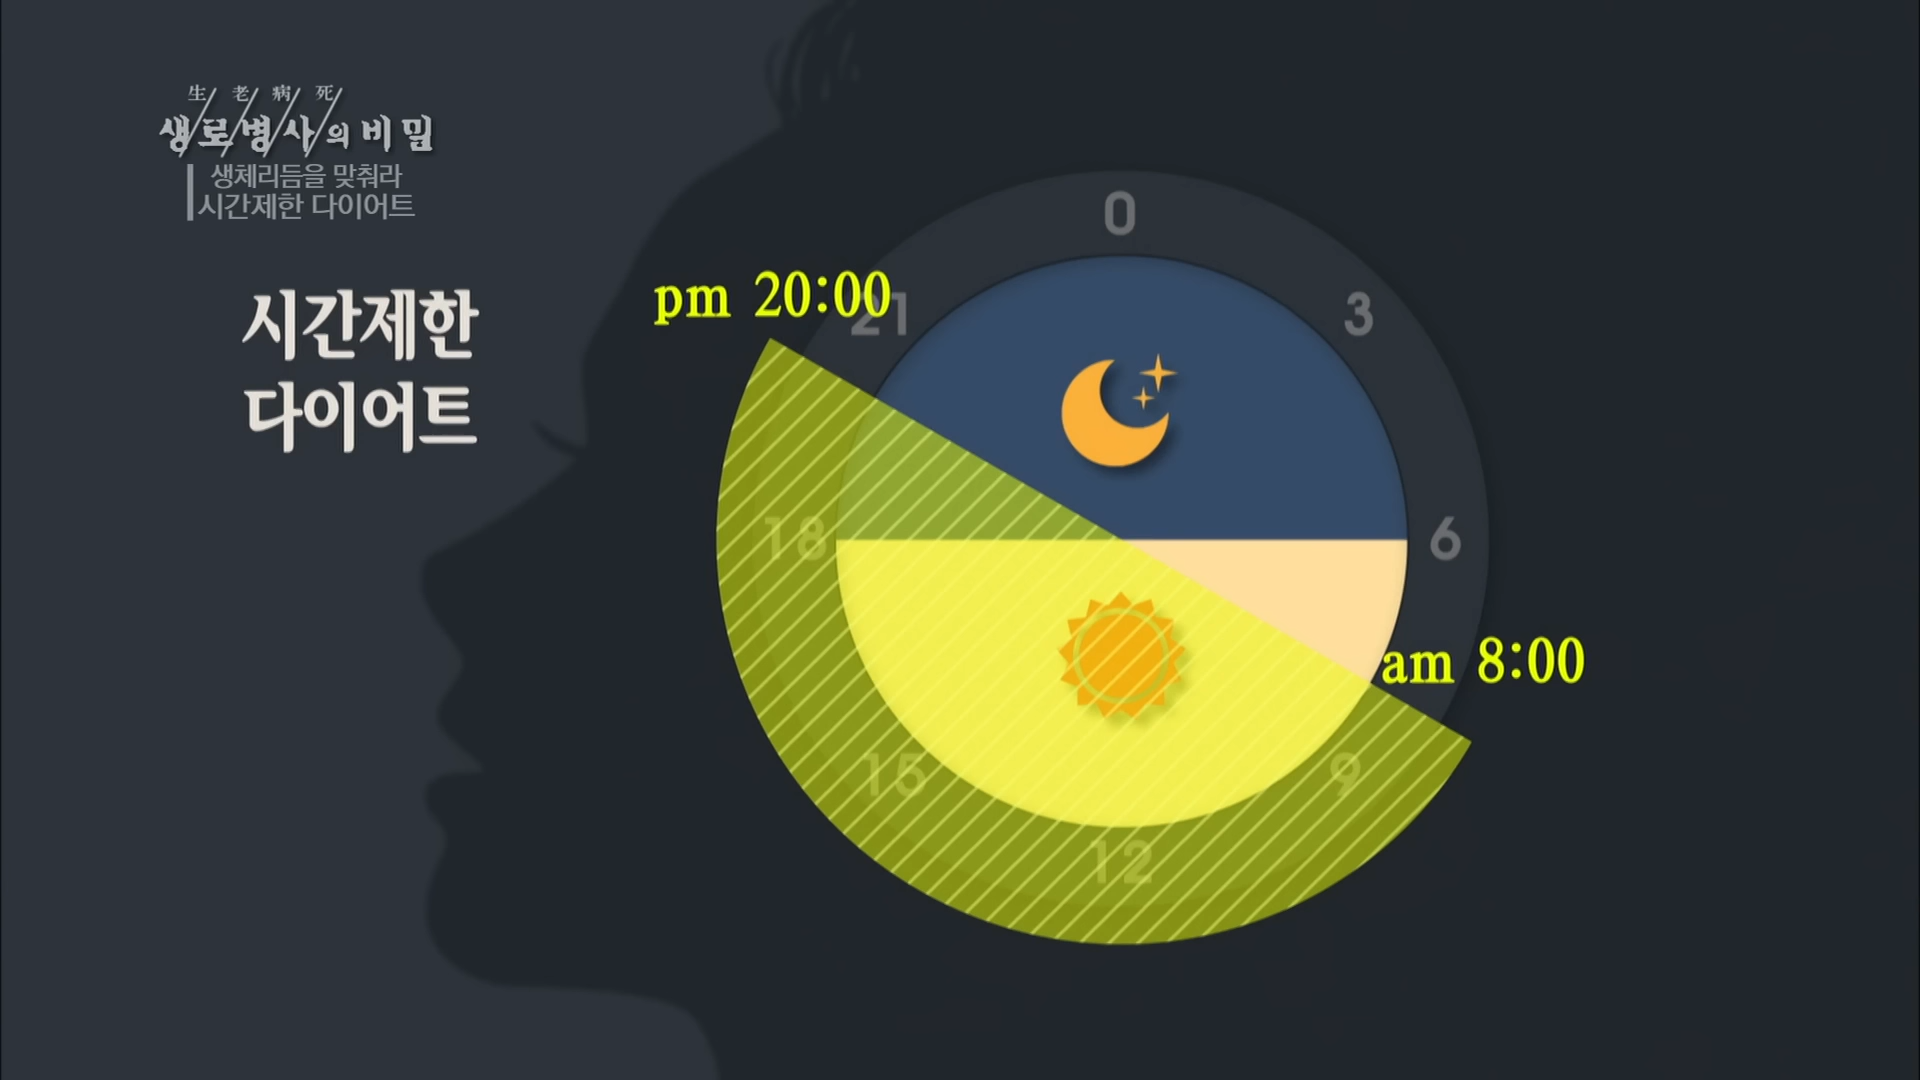 生 老 病 死
생로병사의 비밀
생체리듬을 맞춰라
시간제한 다이어트
시간제한
다이어트
0
3
6
9
12
15
18
21
pm 20:00
am 8:00